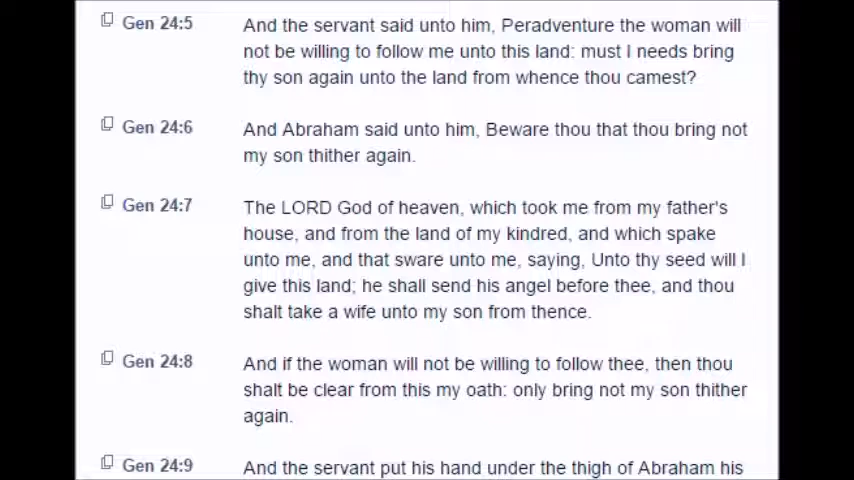 Gen 24:5 And the servant said unto him, Peradventure the woman will
not be willing to follow me unto this land: must I needs bring
thy son again unto the land from whence thou camest?
Gen 24:6 And Abraham said unto him, Beware thou that thou bring not
my son thither again.
Gen 24:7 The LORD God of heaven, which took me from my father's
house, and from the land of my kindred, and which spake
unto me, and that sware unto me, saying, Unto thy seed will I
give this land; he shall send his angel before thee, and thou
shalt take a wife unto my son from thence.
Gen 24:8 And if the woman will not be willing to follow thee, then thou
shalt be clear from this my oath: only bring not my son thither
again.
Gen 24:9 And the servant put his hand under the thigh of Abraham his